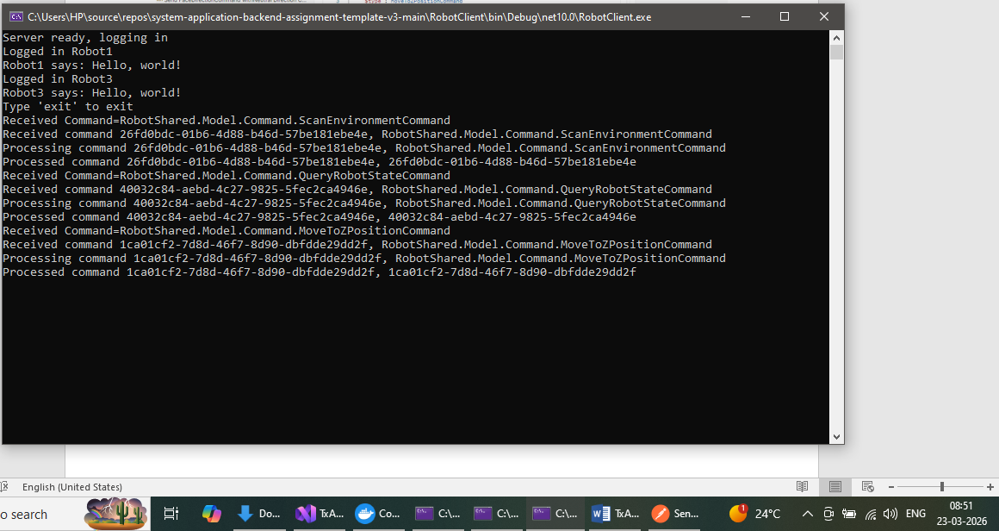 C:\Users\HP\source\repos\system-application-backend-assignment-template-v3-main\RobotClient\bin\Debug\net10.0\RobotClient.exe
Server ready, logging in
Logged in Robot1
Robot1 says: Hello, world!
Logged in Robot3
Robot3 says: Hello, world!
Type 'exit' to exit
Received Command=RobotShared.Model.Command.ScanEnvironmentCommand
Received command 26fd0bdc-01b6-4d88-b46d-57be181ebe4e, RobotShared.Model.Command.ScanEnvironmentCommand
Processing command 26fd0bdc-01b6-4d88-b46d-57be181ebe4e, RobotShared.Model.Command.ScanEnvironmentCommand
Processed command 26fd0bdc-01b6-4d88-b46d-57be181ebe4e, 26fd0bdc-01b6-4d88-b46d-57be181ebe4e
Received Command=RobotShared.Model.Command.QueryRobotStateCommand
Received command 40032c84-aebd-4c27-9825-5fec2ca4946e, RobotShared.Model.Command.QueryRobotStateCommand
Processing command 40032c84-aebd-4c27-9825-5fec2ca4946e, RobotShared.Model.Command.QueryRobotStateCommand
Processed command 40032c84-aebd-4c27-9825-5fec2ca4946e, 40032c84-aebd-4c27-9825-5fec2ca4946e
Received Command=RobotShared.Model.Command.MoveToZPositionCommand
Received command 1ca01cf2-7d8d-46f7-8d90-dbfdde29dd2f, RobotShared.Model.Command.MoveToZPositionCommand
Processing command 1ca01cf2-7d8d-46f7-8d90-dbfdde29dd2f, RobotShared.Model.Command.MoveToZPositionCommand
Processed command 1ca01cf2-7d8d-46f7-8d90-dbfdde29dd2f, 1ca01cf2-7d8d-46f7-8d90-dbfdde29dd2f
English (United States)
o search
Do...
TxA...
Co...
C:\...
C:\...
C:\...
TxA...
Sen...
1
24°C
ENG
08:51
23-03-2026